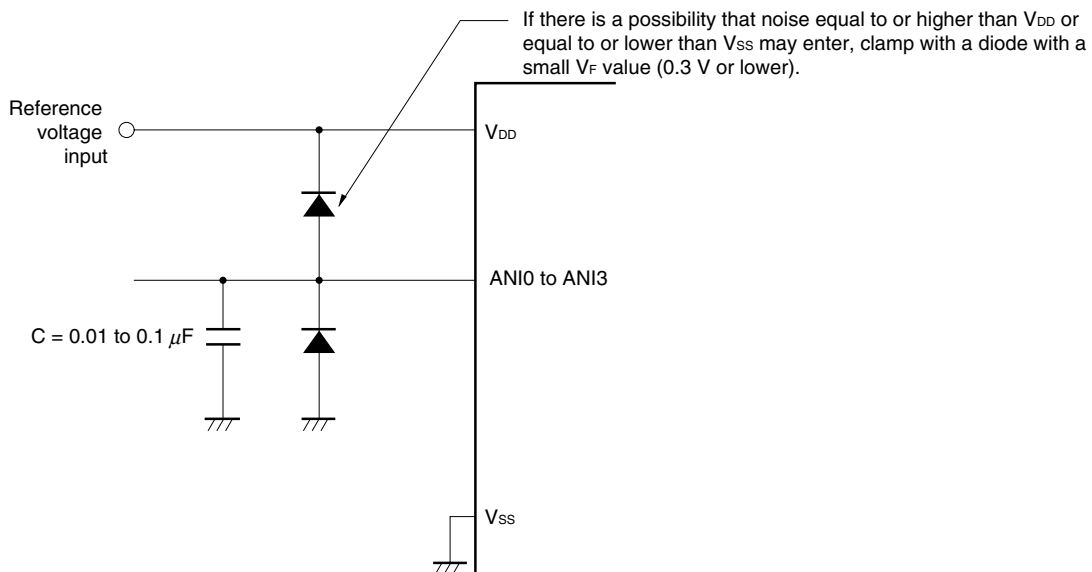 If there is a possibility that noise equal to or higher than VDD or
equal to or lower than VSS may enter, clamp with a diode with a
small VF value (0.3 V or lower).
Reference
voltage
input
VDD
ANI0 to ANI3
C = 0.01 to 0.1 μF
VSS